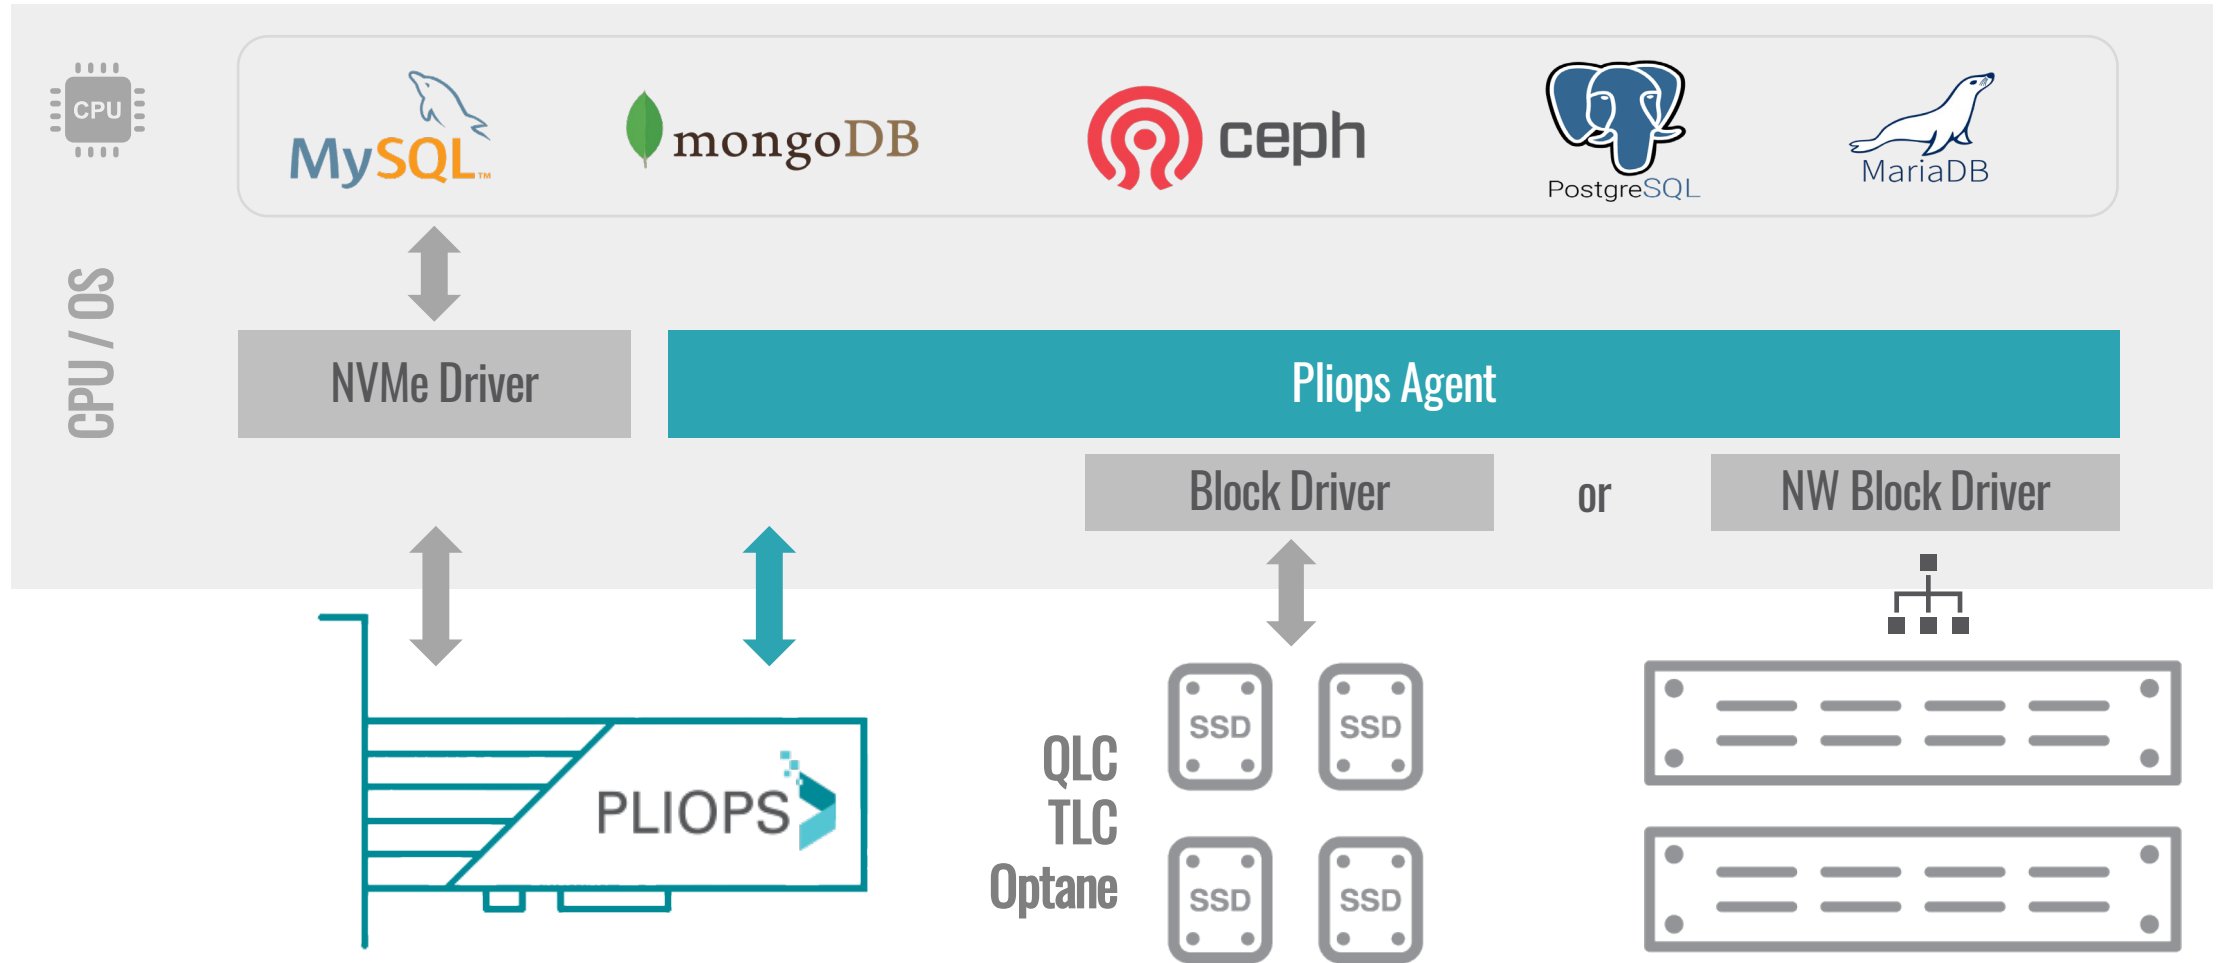 CPU
MySQL™
mongoDB
ceph
PostgreSQL
MariaDB
CPU / OS
NVMe Driver
Pliops Agent
Block Driver
or
NW Block Driver
PLIOPS
QLC
TLC
Optane
SSD
SSD
SSD
SSD